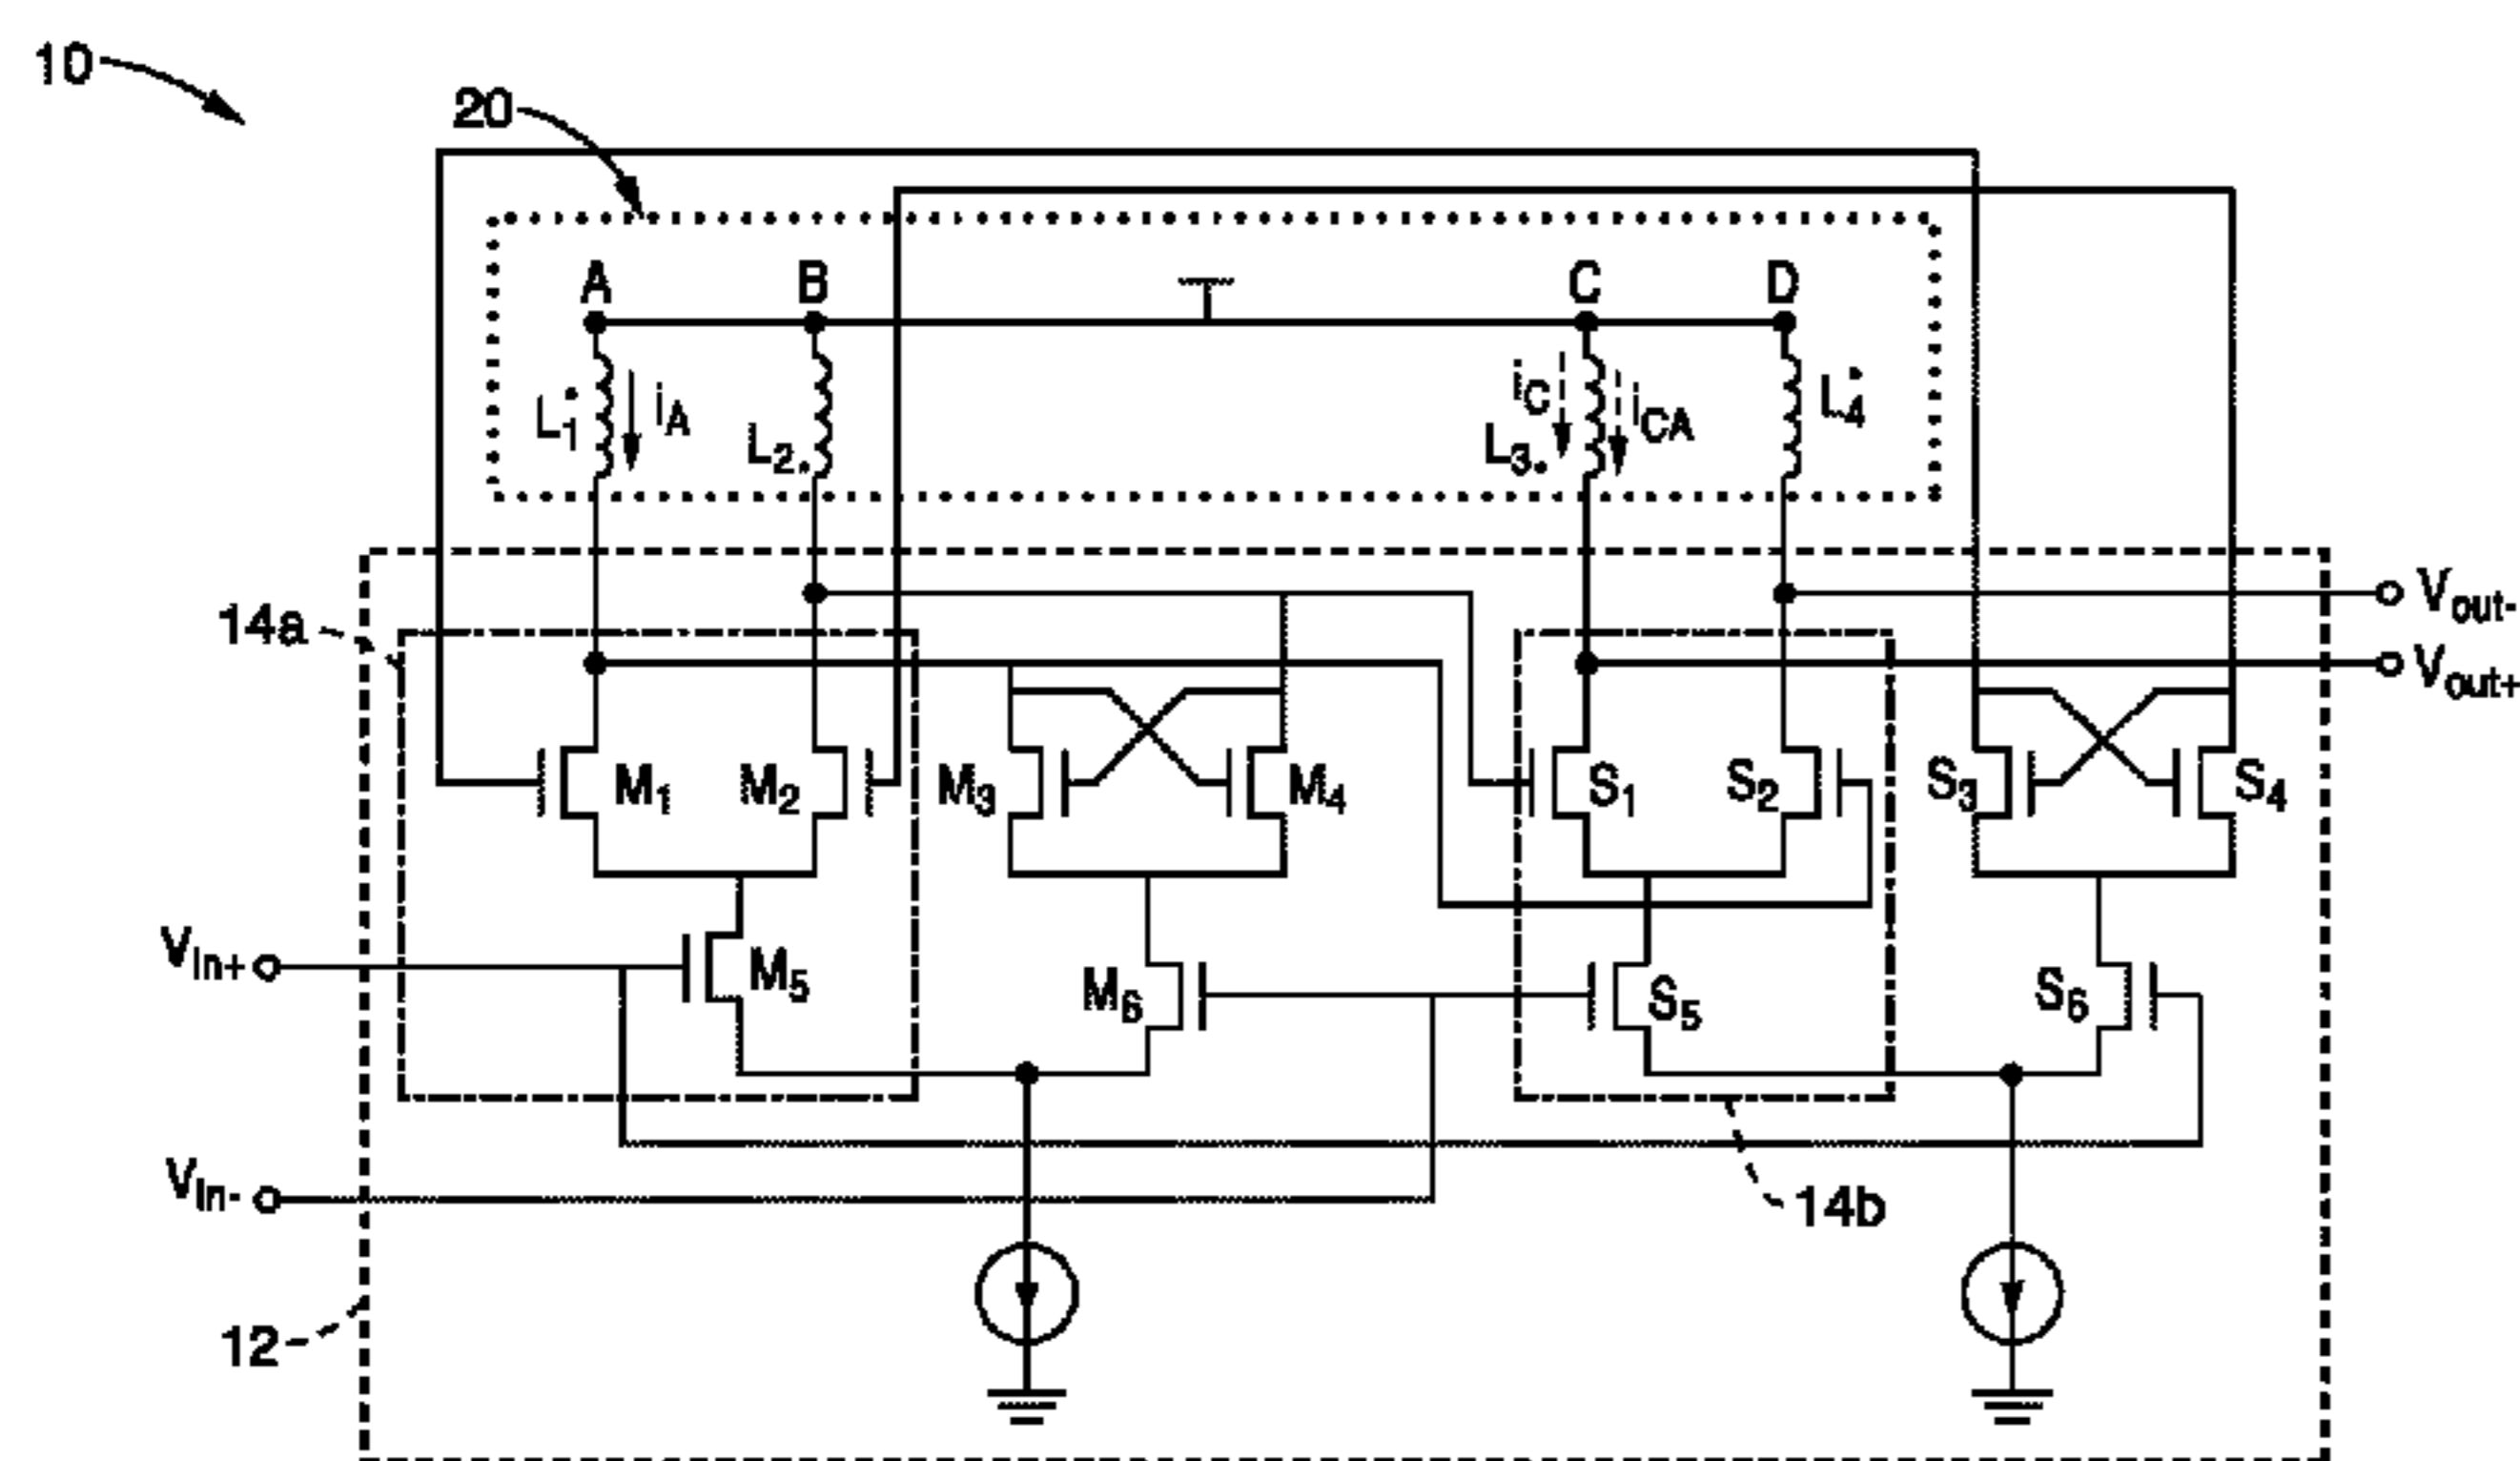 10
20
A B C D
L1 iA L2 iC L3 iCA L4
14a
Vout-
Vout+
M1 M2 M3 M4 S1 S2 S3 S4
Vin+
M5 M6 S5 S6
Vin-
14b
12